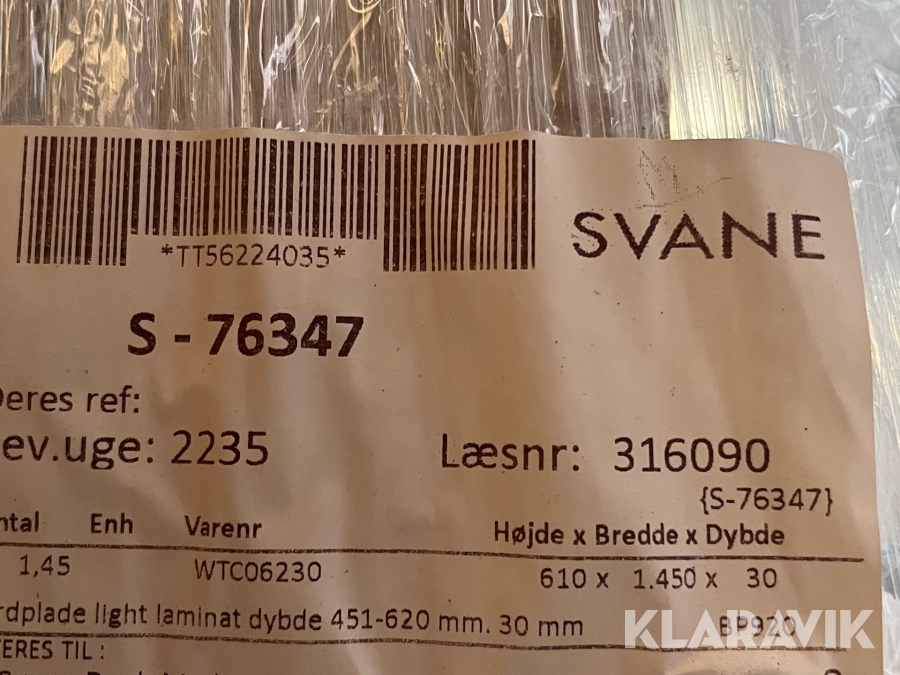 *TT56224035*
SVANE
S - 76347
Deres ref:
ev.uge: 2235 Læsnr: 316090
{S-76347}
ntal Enh Varenr Højde x Bredde x Dybde
1,45 WTC06230 610 x 1.450 x 30
rdplade light laminat dybde 451-620 mm. 30 mm BP920
KLARAVIK
ERES TIL :